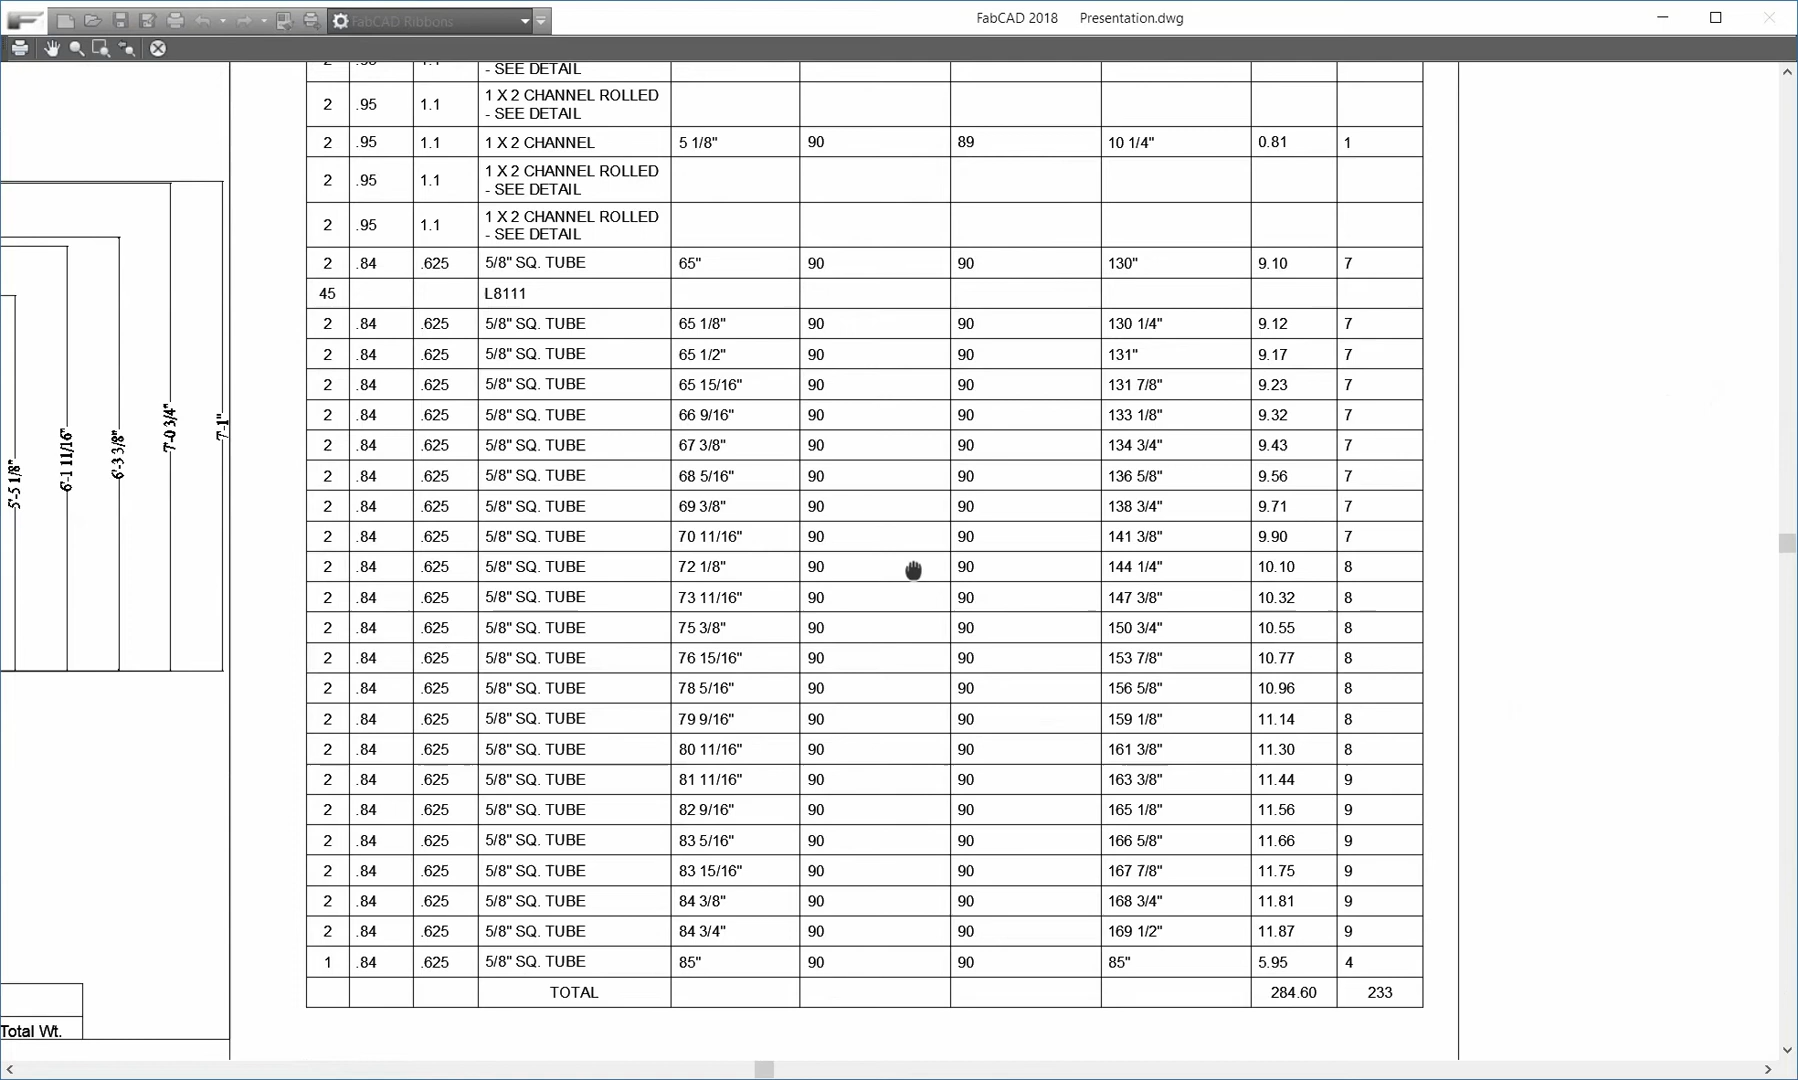 FabCAD Ribbons
FabCAD 2018 Presentation.dwg
- SEE DETAIL
2 .95 1.1 1 X 2 CHANNEL ROLLED
- SEE DETAIL
2 .95 1.1 1 X 2 CHANNEL 5 1/8" 90 89 10 1/4" 0.81 1
2 .95 1.1 1 X 2 CHANNEL ROLLED
- SEE DETAIL
2 .95 1.1 1 X 2 CHANNEL ROLLED
- SEE DETAIL
2 .84 .625 5/8" SQ. TUBE 65" 90 90 130" 9.10 7
45 L8111
2 .84 .625 5/8" SQ. TUBE 65 1/8" 90 90 130 1/4" 9.12 7
2 .84 .625 5/8" SQ. TUBE 65 1/2" 90 90 131" 9.17 7
2 .84 .625 5/8" SQ. TUBE 65 15/16" 90 90 131 7/8" 9.23 7
2 .84 .625 5/8" SQ. TUBE 66 9/16" 90 90 133 1/8" 9.32 7
2 .84 .625 5/8" SQ. TUBE 67 3/8" 90 90 134 3/4" 9.43 7
2 .84 .625 5/8" SQ. TUBE 68 5/16" 90 90 136 5/8" 9.56 7
2 .84 .625 5/8" SQ. TUBE 69 3/8" 90 90 138 3/4" 9.71 7
2 .84 .625 5/8" SQ. TUBE 70 11/16" 90 90 141 3/8" 9.90 7
2 .84 .625 5/8" SQ. TUBE 72 1/8" 90 90 144 1/4" 10.10 8
2 .84 .625 5/8" SQ. TUBE 73 11/16" 90 90 147 3/8" 10.32 8
2 .84 .625 5/8" SQ. TUBE 75 3/8" 90 90 150 3/4" 10.55 8
2 .84 .625 5/8" SQ. TUBE 76 15/16" 90 90 153 7/8" 10.77 8
2 .84 .625 5/8" SQ. TUBE 78 5/16" 90 90 156 5/8" 10.96 8
2 .84 .625 5/8" SQ. TUBE 79 9/16" 90 90 159 1/8" 11.14 8
2 .84 .625 5/8" SQ. TUBE 80 11/16" 90 90 161 3/8" 11.30 8
2 .84 .625 5/8" SQ. TUBE 81 11/16" 90 90 163 3/8" 11.44 9
2 .84 .625 5/8" SQ. TUBE 82 9/16" 90 90 165 1/8" 11.56 9
2 .84 .625 5/8" SQ. TUBE 83 5/16" 90 90 166 5/8" 11.66 9
2 .84 .625 5/8" SQ. TUBE 83 15/16" 90 90 167 7/8" 11.75 9
2 .84 .625 5/8" SQ. TUBE 84 3/8" 90 90 168 3/4" 11.81 9
2 .84 .625 5/8" SQ. TUBE 84 3/4" 90 90 169 1/2" 11.87 9
1 .84 .625 5/8" SQ. TUBE 85" 90 90 85" 5.95 4
TOTAL 284.60 233
5'-5 1/8"
6'-1 11/16"
6'-3 3/8"
7'-0 3/4"
7'-1"
Total Wt.